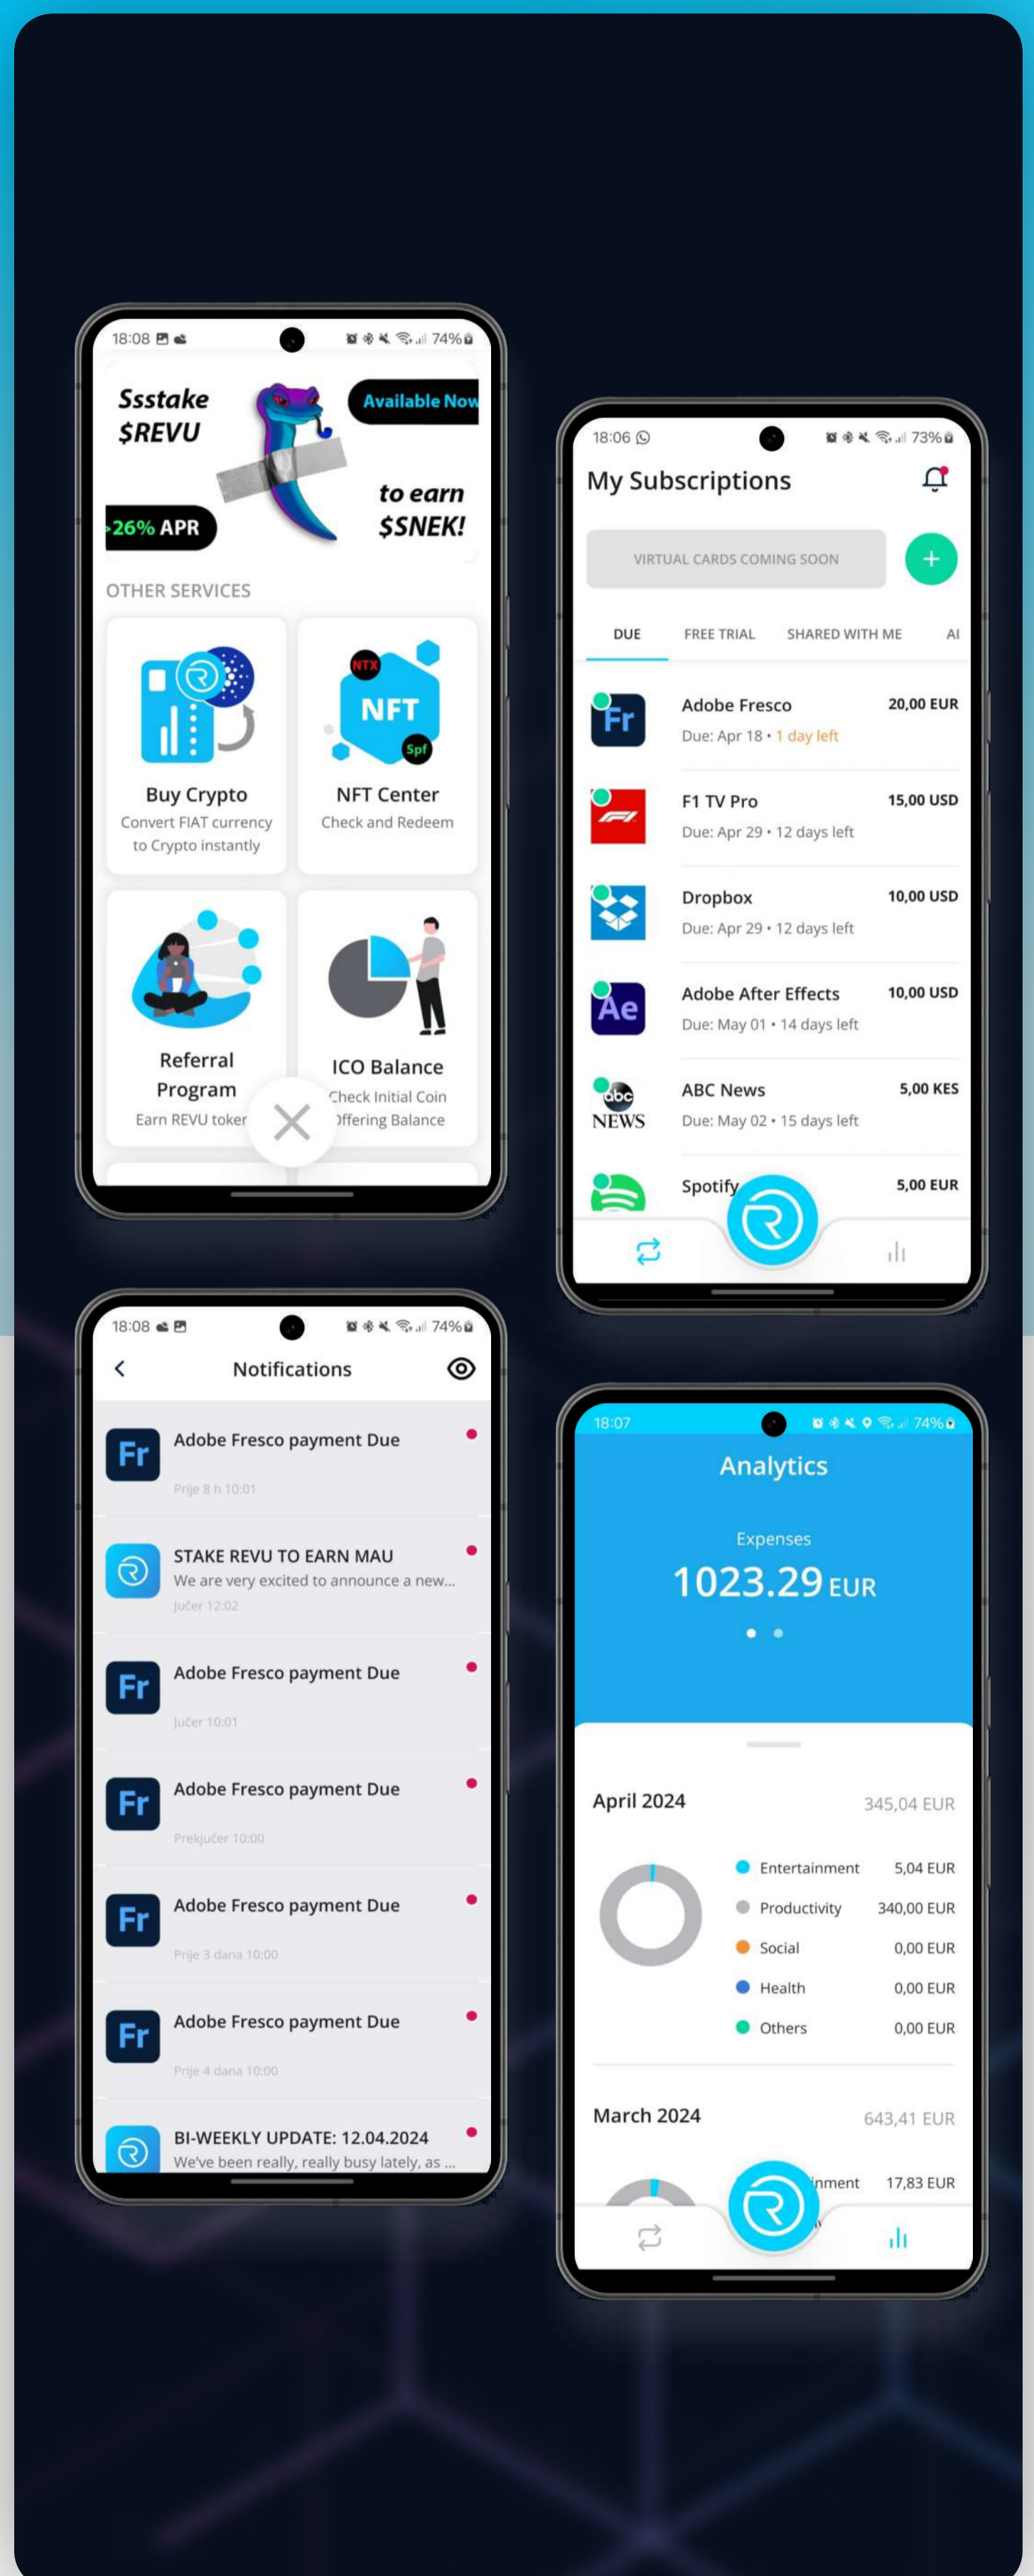 18:08
74%
Ssstake
$REVU
Available Now
>26% APR
to earn
$SNEK!
OTHER SERVICES
NTX
NFT
Spf
Buy Crypto
Convert FIAT currency
to Crypto instantly
NFT Center
Check and Redeem
Referral
Program
Earn REVU token
ICO Balance
Check Initial Coin
Offering Balance
18:06
73%
My Subscriptions
VIRTUAL CARDS COMING SOON
+
DUE
FREE TRIAL
SHARED WITH ME
Fr
Adobe Fresco
20,00 EUR
Due: Apr 18 • 1 day left
F1
F1 TV Pro
15,00 USD
Due: Apr 29 • 12 days left
Dropbox
10,00 USD
Due: Apr 29 • 12 days left
Ae
Adobe After Effects
10,00 USD
Due: May 01 • 14 days left
abc
NEWS
ABC News
5,00 KES
Due: May 02 • 15 days left
Spotify
5,00 EUR
18:08
74%
Notifications
Fr
Adobe Fresco payment Due
Prije 8 h 10:01
STAKE REVU TO EARN MAU
We are very excited to announce a new...
Jučer 12:02
Fr
Adobe Fresco payment Due
Jučer 10:01
Fr
Adobe Fresco payment Due
Prekjučer 10:00
Fr
Adobe Fresco payment Due
Prije 3 dana 10:00
Fr
Adobe Fresco payment Due
Prije 4 dana 10:00
BI-WEEKLY UPDATE: 12.04.2024
We've been really, really busy lately, as ...
18:07
74%
Analytics
Expenses
1023.29 EUR
April 2024
345,04 EUR
Entertainment 5,04 EUR
Productivity 340,00 EUR
Social 0,00 EUR
Health 0,00 EUR
Others 0,00 EUR
March 2024
643,41 EUR
17,83 EUR